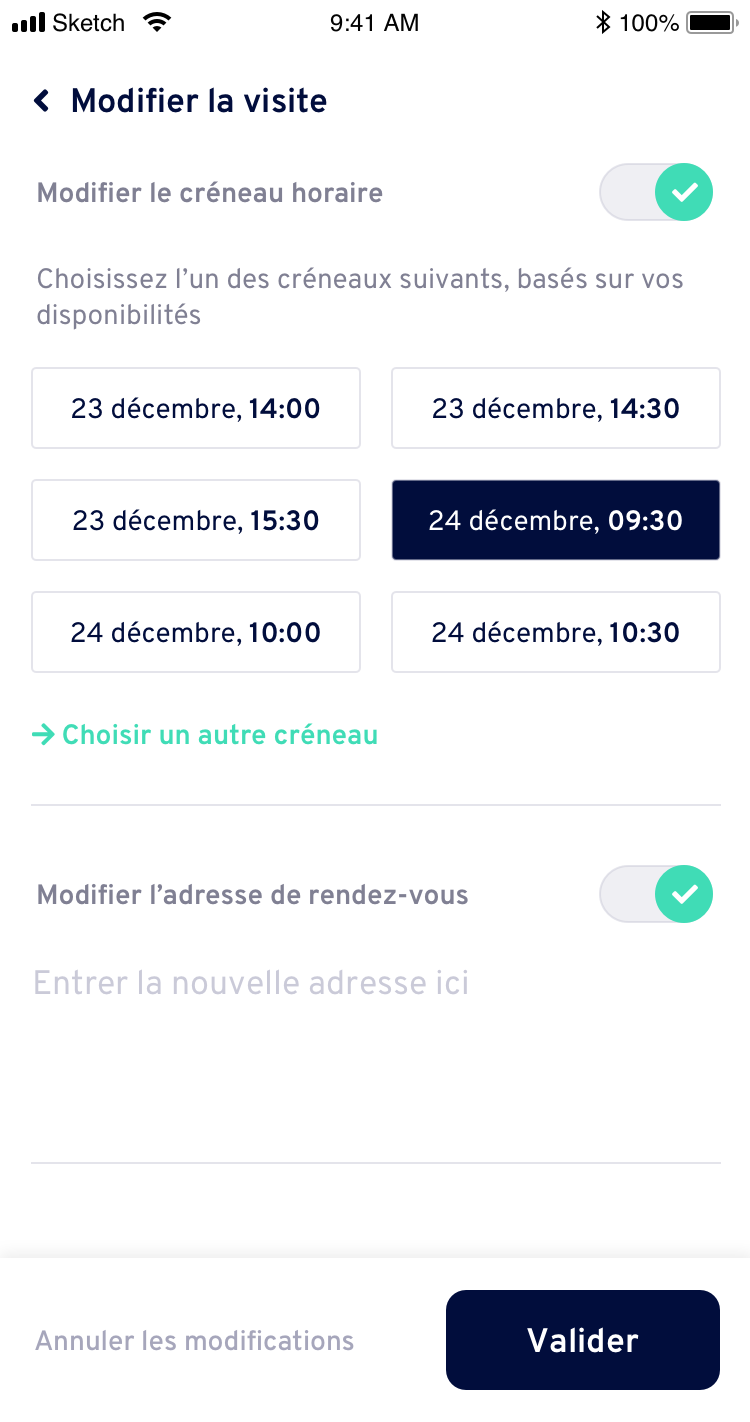 Sketch 9:41 AM 100%
Modifier la visite
Modifier le créneau horaire
Choisissez l’un des créneaux suivants, basés sur vos
disponibilités
23 décembre, 14:00
23 décembre, 14:30
23 décembre, 15:30
24 décembre, 09:30
24 décembre, 10:00
24 décembre, 10:30
Choisir un autre créneau
Modifier l’adresse de rendez-vous
Entrer la nouvelle adresse ici
Annuler les modifications
Valider